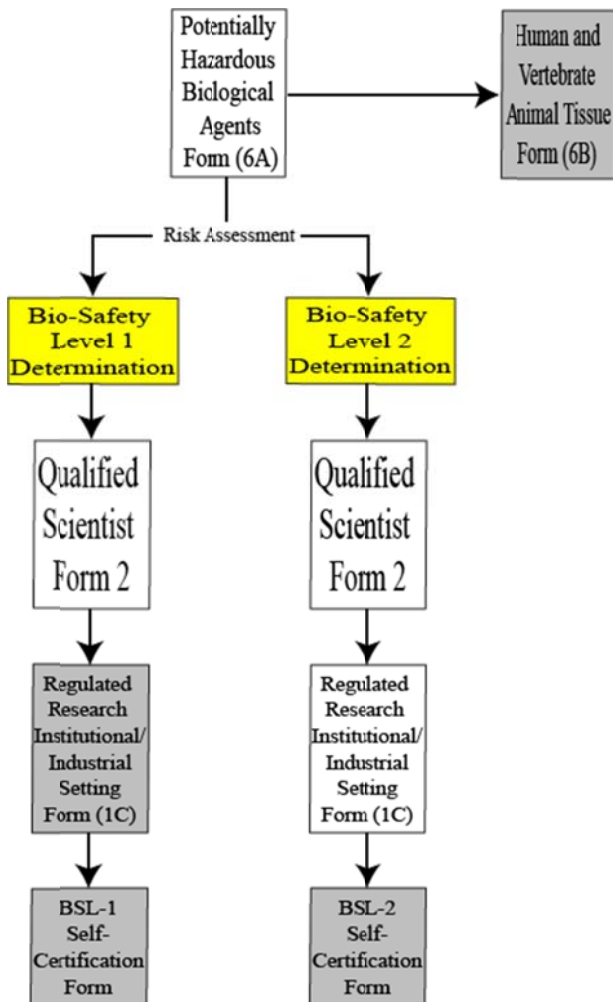 Potentially
Hazardous
Biological
Agents
Form (6A)
Human and
Vertebrate
Animal Tissue
Form (6B)
Risk Assessment
Bio-Safety
Level 1
Determination
Bio-Safety
Level 2
Determination
Qualified
Scientist
Form 2
Qualified
Scientist
Form 2
Regulated
Research
Institutional/
Industrial
Setting
Form (1C)
Regulated
Research
Institutional/
Industrial
Setting
Form (1C)
BSL-1
Self-
Certification
Form
BSL-2
Self-
Certification
Form